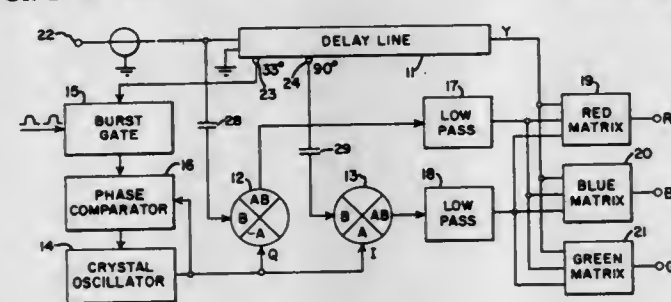 22
DELAY LINE
Y
11
33°
23
24
90°
15
BURST GATE
28
29
17
LOW PASS
19
RED MATRIX
R
16
PHASE COMPARATOR
12
AB
B
-A
Q
13
B
AB
A
I
18
LOW PASS
20
BLUE MATRIX
B
14
CRYSTAL OSCILLATOR
21
GREEN MATRIX